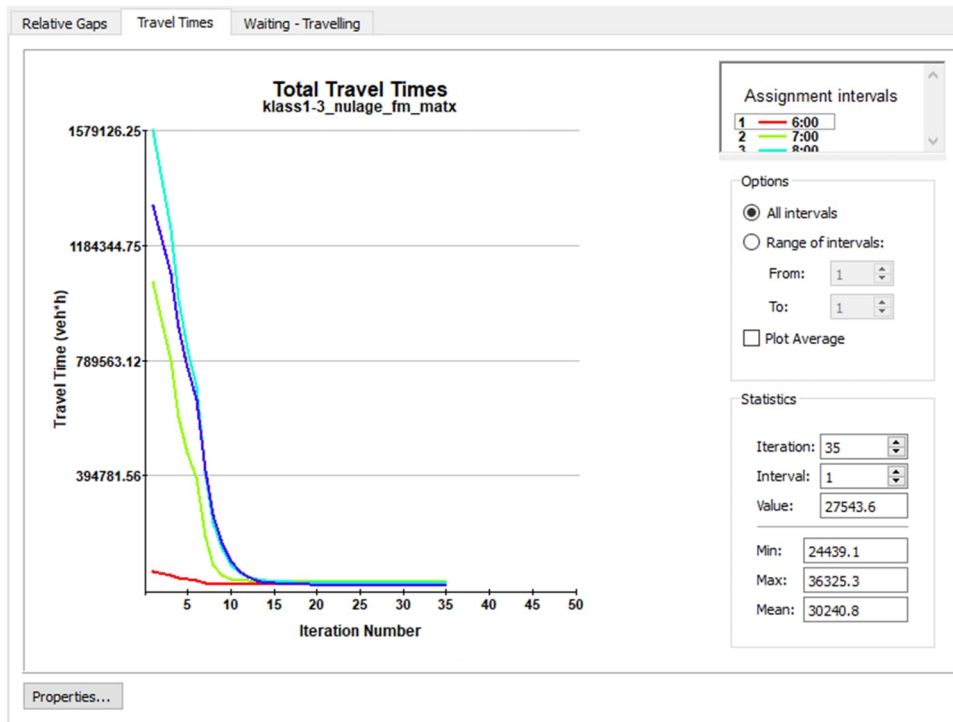 Relative Gaps
Travel Times
Waiting - Travelling
Total Travel Times
klass1-3_nulage_fm_matx
1579126.25
1184344.75
789563.12
394781.56
Travel Time (veh*h)
5 10 15 20 25 30 35 40 45 50
Iteration Number
Assignment intervals
1 6:00
2 7:00
3 8:00
Options
All intervals
Range of intervals:
From: 1
To: 1
Plot Average
Statistics
Iteration: 35
Interval: 1
Value: 27543.6
Min: 24439.1
Max: 36325.3
Mean: 30240.8
Properties...